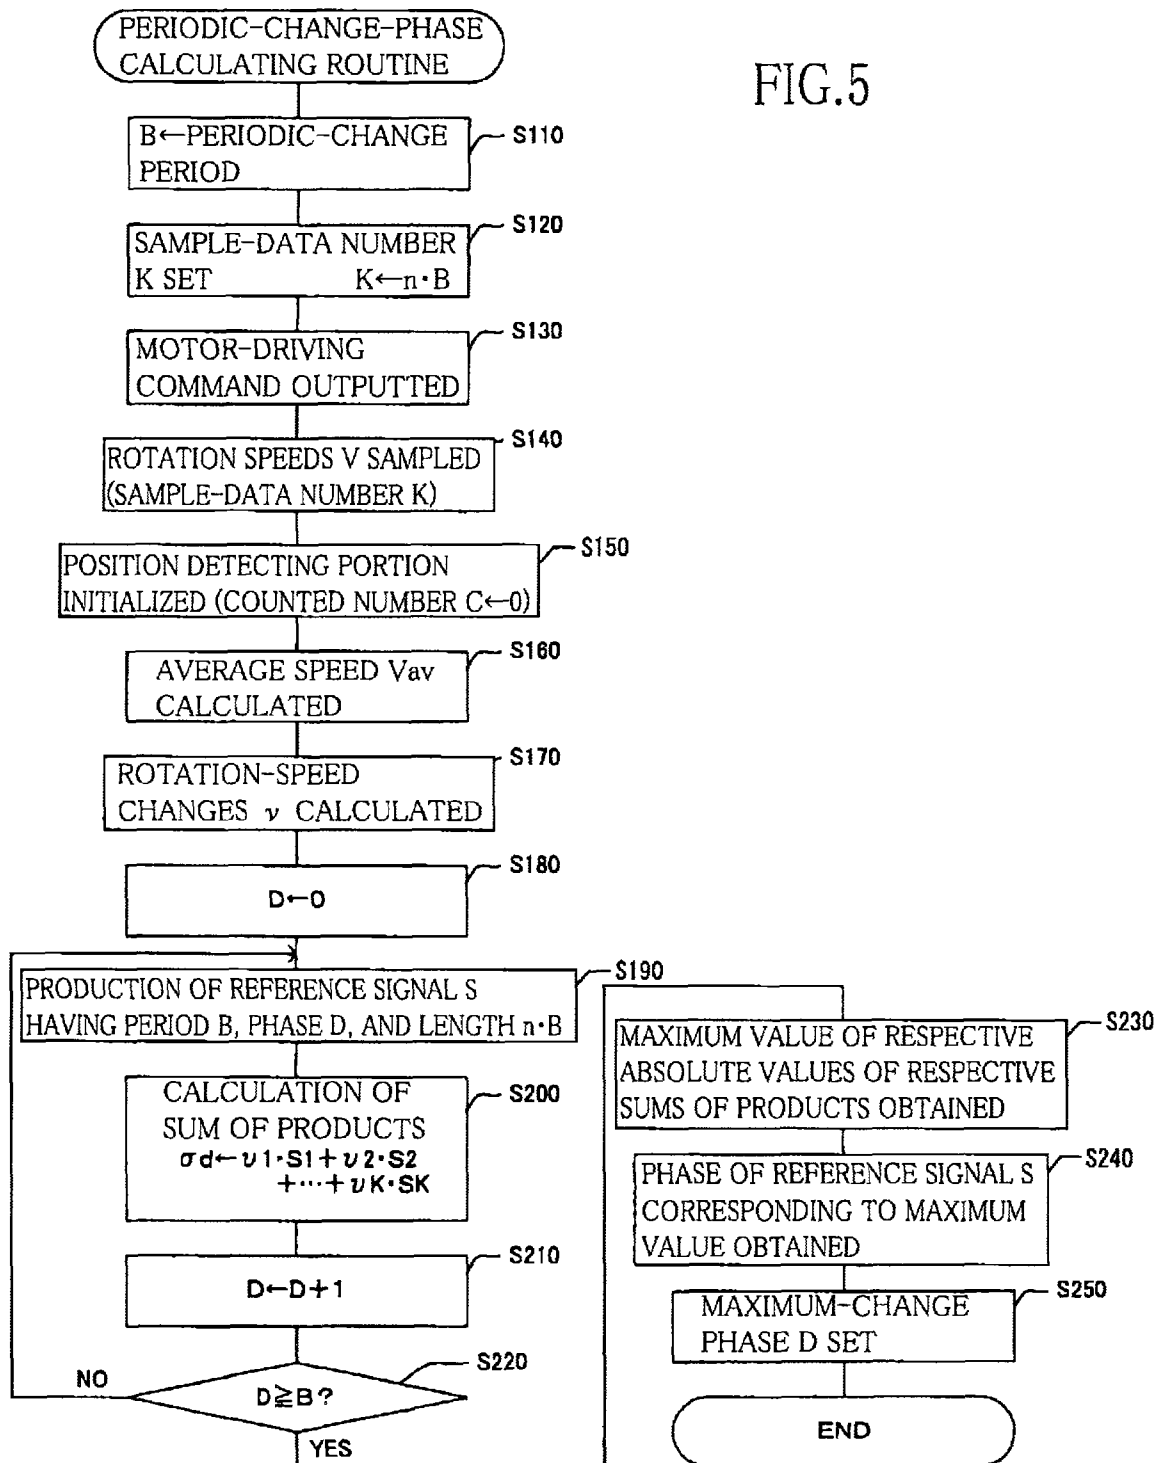 PERIODIC-CHANGE-PHASE
CALCULATING ROUTINE
FIG.5
B←PERIODIC-CHANGE
PERIOD
S110
SAMPLE-DATA NUMBER
K SET K←n·B
S120
MOTOR-DRIVING
COMMAND OUTPUTTED
S130
ROTATION SPEEDS V SAMPLED
(SAMPLE-DATA NUMBER K)
S140
POSITION DETECTING PORTION
INITIALIZED (COUNTED NUMBER C←0)
S150
AVERAGE SPEED Vav
CALCULATED
S160
ROTATION-SPEED
CHANGES ν CALCULATED
S170
D←0
S180
PRODUCTION OF REFERENCE SIGNAL S
HAVING PERIOD B, PHASE D, AND LENGTH n·B
S190
CALCULATION OF
SUM OF PRODUCTS
σd←υ1·S1+υ2·S2
+···+υK·SK
S200
D←D+1
S210
D≧B?
S220
NO
YES
MAXIMUM VALUE OF RESPECTIVE
ABSOLUTE VALUES OF RESPECTIVE
SUMS OF PRODUCTS OBTAINED
S230
PHASE OF REFERENCE SIGNAL S
CORRESPONDING TO MAXIMUM
VALUE OBTAINED
S240
MAXIMUM-CHANGE
PHASE D SET
S250
END